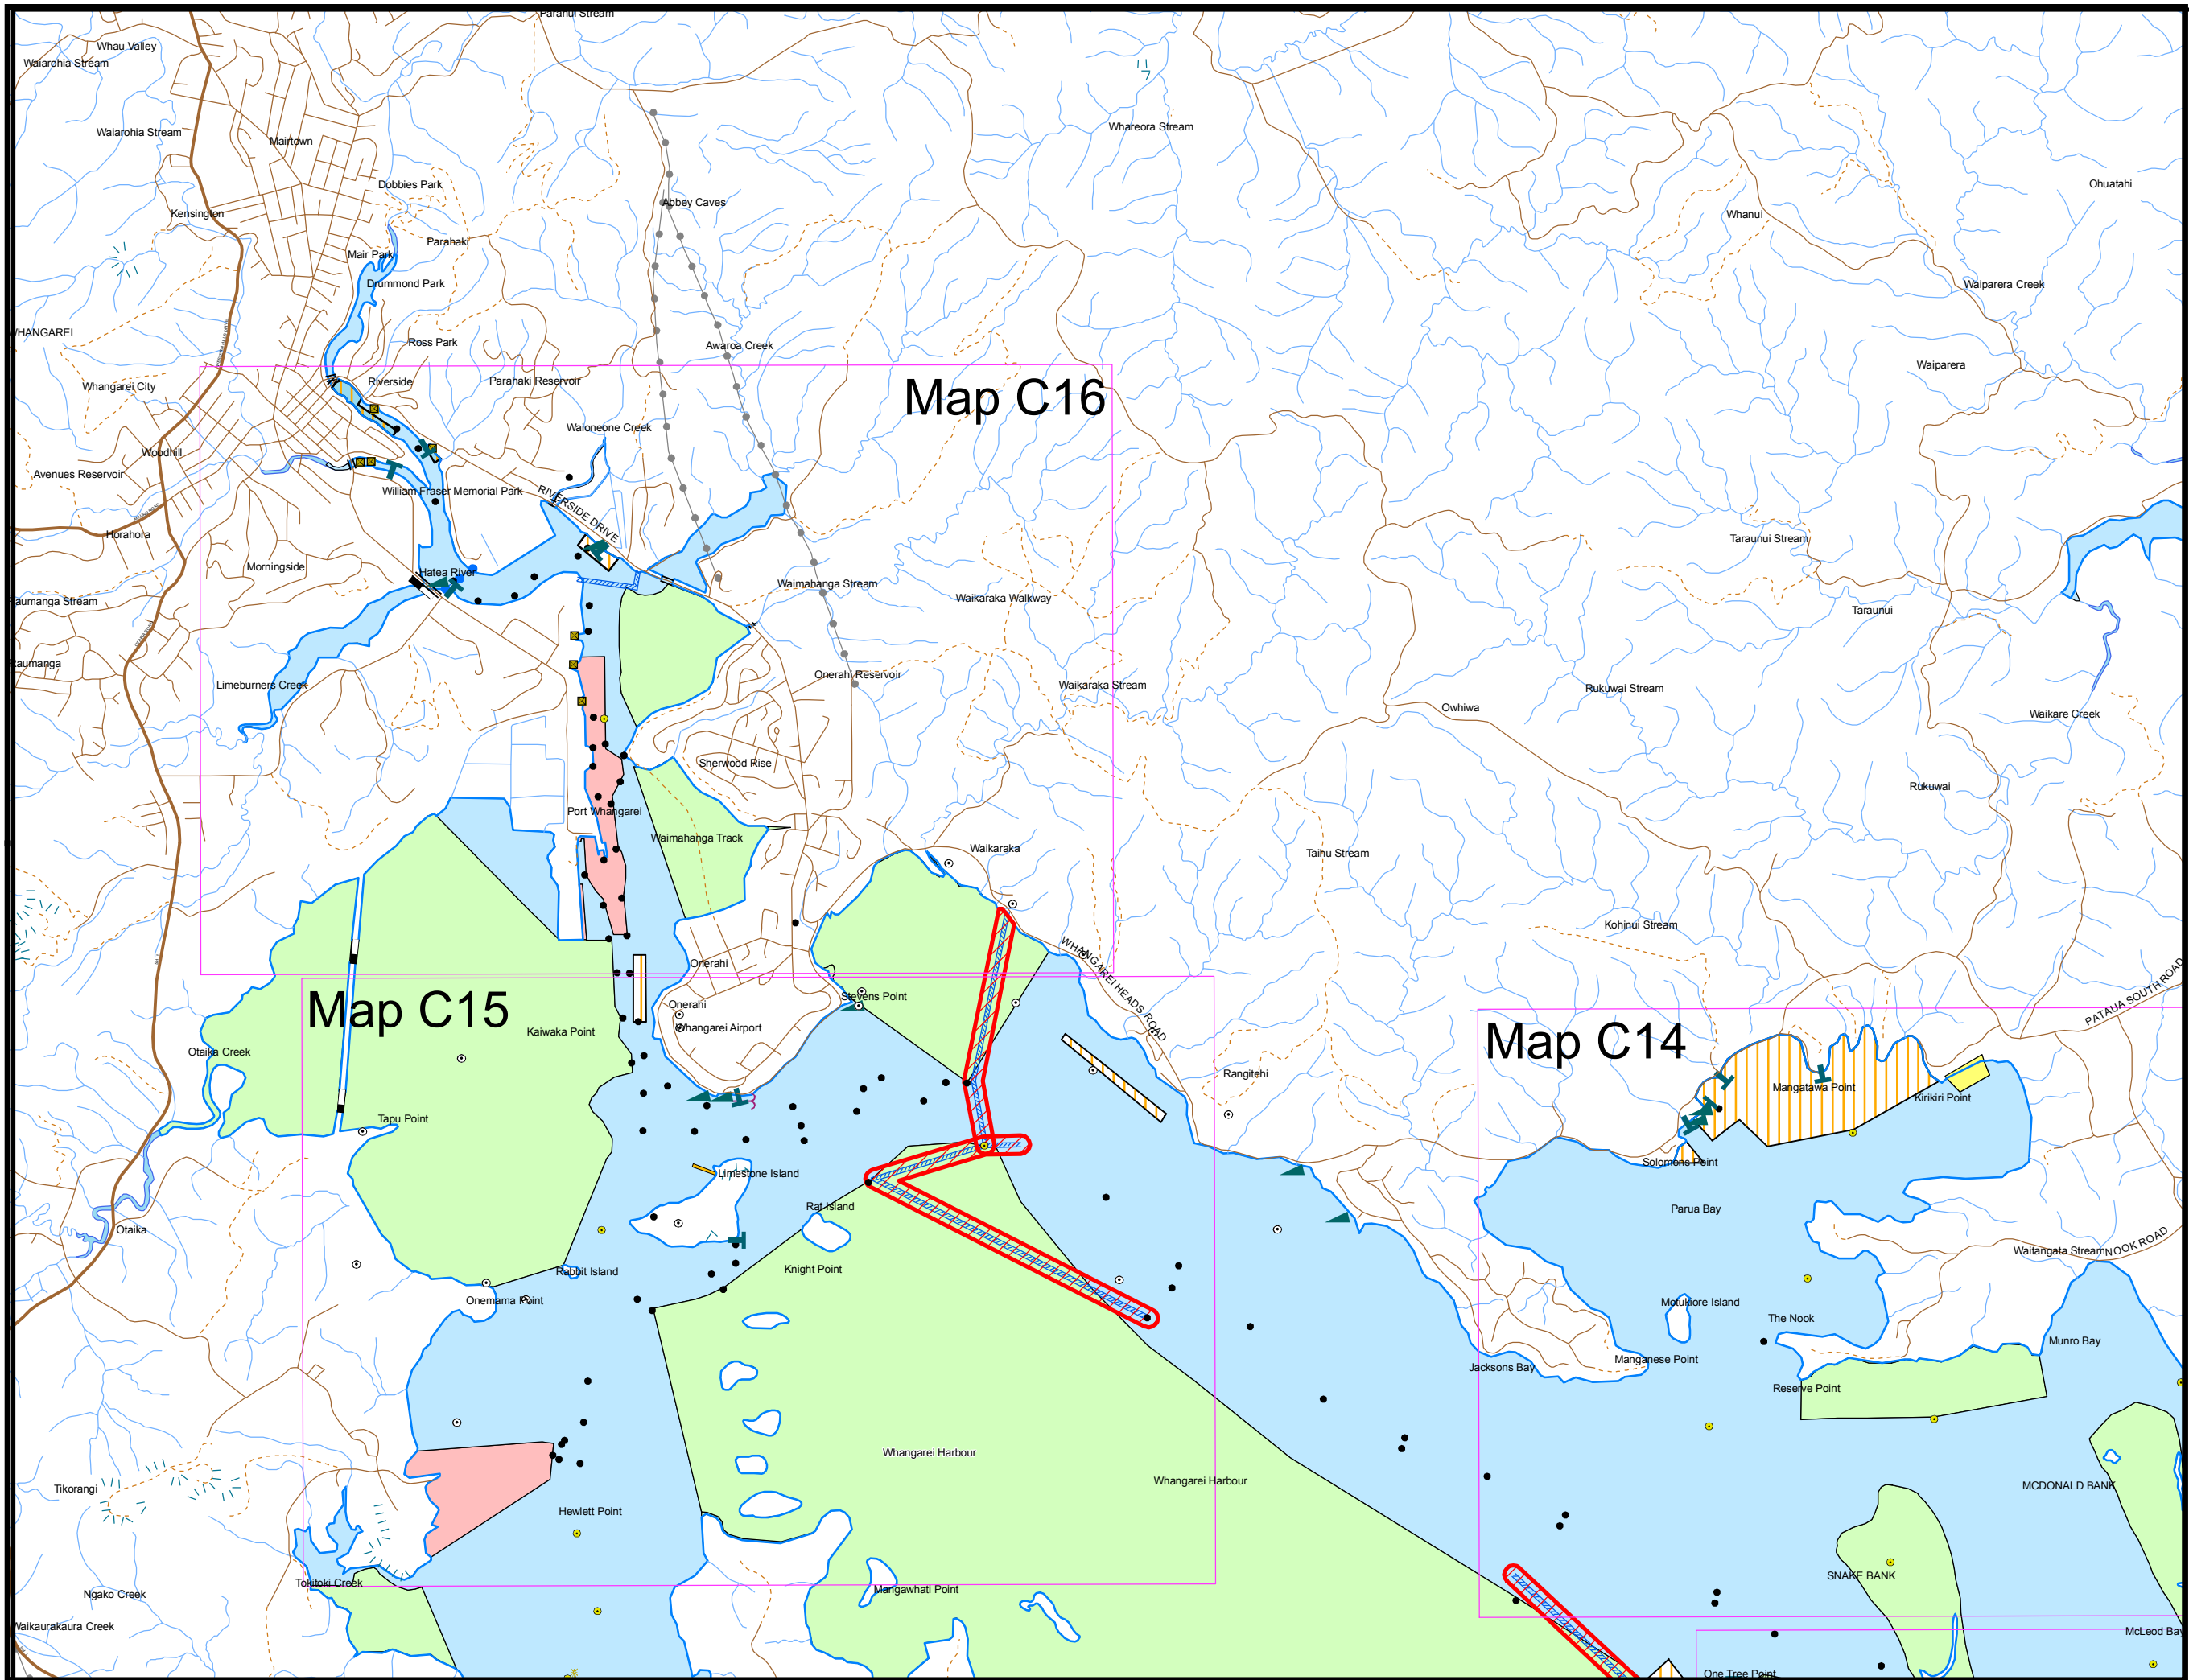 Parahui Stream
Whau Valley
Waiarohia Stream
Waiarohia Stream
Mairtown
Whareora Stream
Dobbies Park
Ohuatahi
Abbey Caves
Kensington
Whanui
Parahaki
Mair Park
Drummond Park
Waiparera Creek
WHANGAREI
Ross Park
Awaroa Creek
Waiparera
Whangarei City
Riverside
Parahaki Reservoir
Map C16
Waioneone Creek
Woodhill
Avenues Reservoir
William Fraser Memorial Park
RIVERSIDE DRIVE
Horahora
Taraunui Stream
Morningside
Hatea River
Waimahanga Stream
Waikaraka Walkway
Raumanga Stream
Taraunui
Raumanga
Onerahi Reservoir
Limeburners Creek
Waikaraka Stream
Rukuwai Stream
Owhiwa
Waikare Creek
Sherwood Rise
Rukuwai
Port Whangarei
Waimahanga Track
Waikaraka
Taihu Stream
Kohinui Stream
WHANGAREI HEADS ROAD
Onerahi
PATAUA SOUTH ROAD
Stevens Point
Onerahi
Map C15
Kaiwaka Point
Whangarei Airport
Map C14
Otaika Creek
Rangitehi
Mangatawa Point
Kirikiri Point
Tapu Point
Solomons Point
Limestone Island
Rat Island
Parua Bay
Otaika
Waitangata Stream
NOOK ROAD
Rabbit Island
Knight Point
Onemama Point
Motukiore Island
The Nook
Munro Bay
Manganese Point
Jacksons Bay
Reserve Point
Whangarei Harbour
Whangarei Harbour
Tikorangi
MCDONALD BANK
Hewlett Point
SNAKE BANK
Tokitoki Creek
Mangawhati Point
Ngako Creek
Waikaurakaura Creek
McLeod Bay
One Tree Point